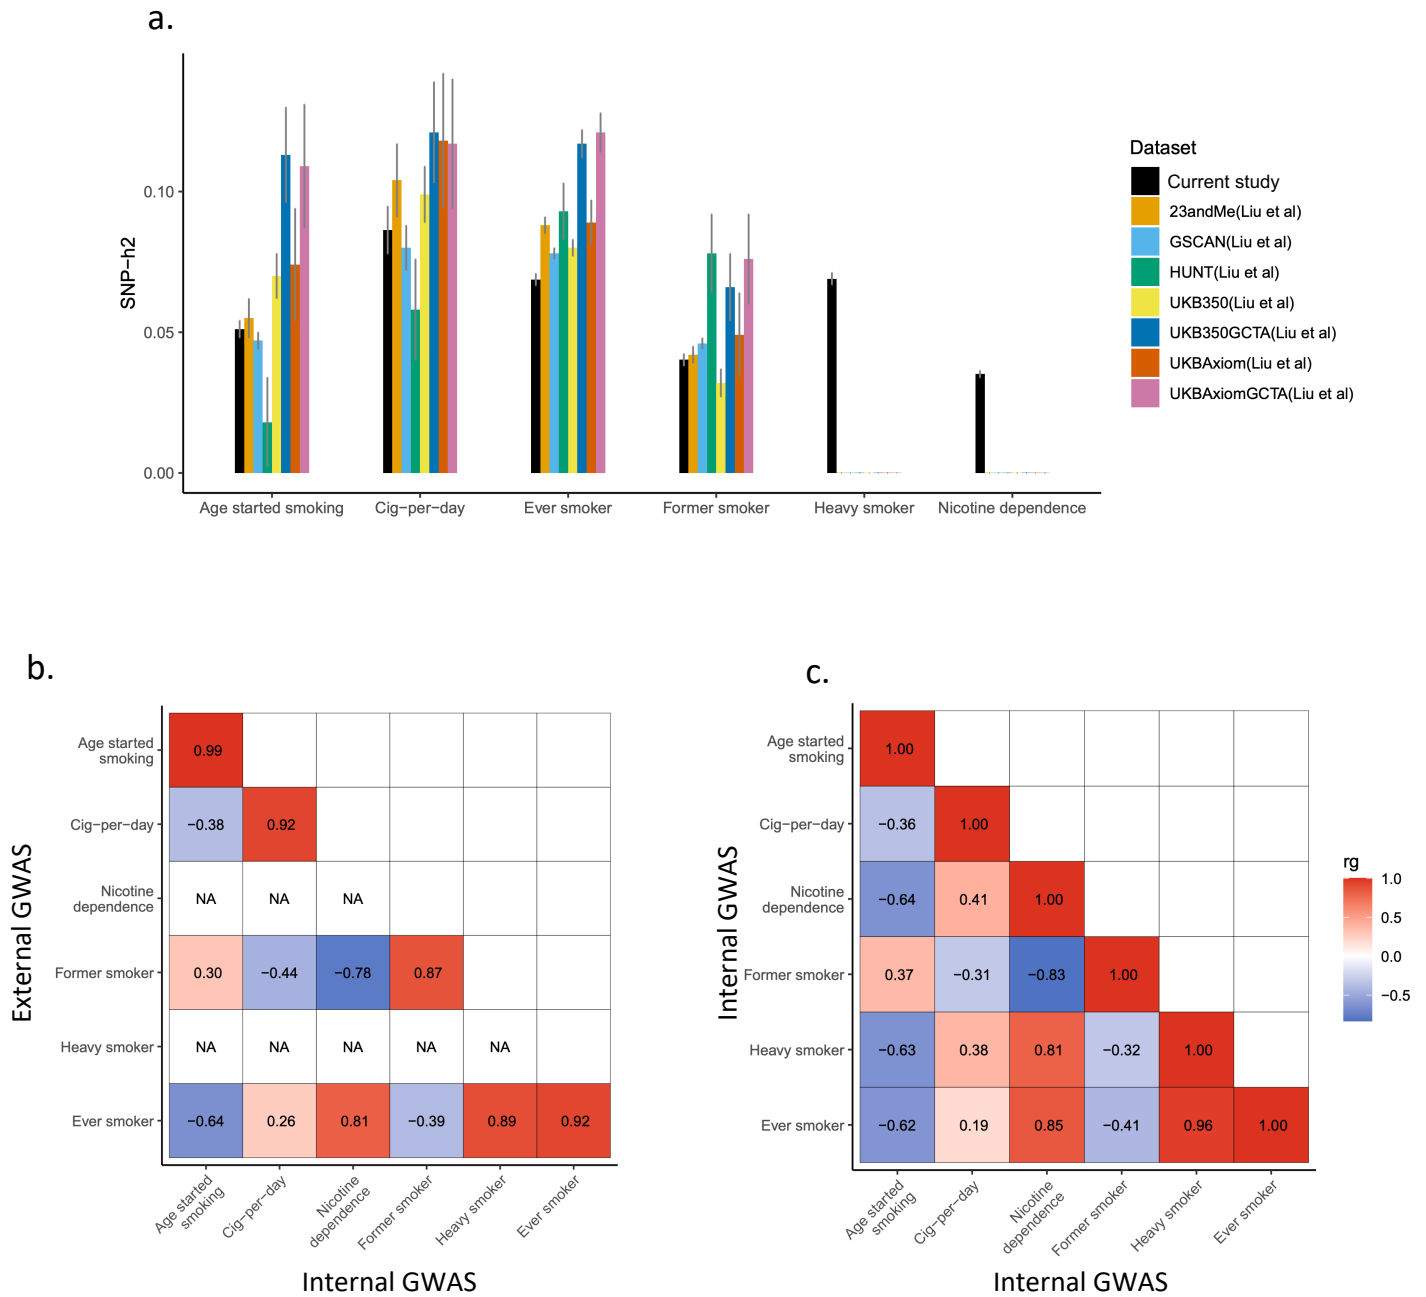 a.
SNP−h2
0.10
0.05
0.00
Age started smoking
Cig−per−day
Ever smoker
Former smoker
Heavy smoker
Nicotine dependence
Dataset
Current study
23andMe(Liu et al)
GSCAN(Liu et al)
HUNT(Liu et al)
UKB350(Liu et al)
UKB350GCTA(Liu et al)
UKBAxiom(Liu et al)
UKBAxiomGCTA(Liu et al)
b.
External GWAS
Age started
smoking
0.99
Cig−per−day
−0.38 0.92
Nicotine
dependence
NA NA NA
Former smoker
0.30 −0.44 −0.78 0.87
Heavy smoker
NA NA NA NA NA
Ever smoker
−0.64 0.26 0.81 −0.39 0.89 0.92
Age started
smoking
Cig−per−day
Nicotine
dependence
Former smoker
Heavy smoker
Ever smoker
Internal GWAS
c.
Internal GWAS
Age started
smoking
1.00
Cig−per−day
−0.36 1.00
Nicotine
dependence
−0.64 0.41 1.00
Former smoker
0.37 −0.31 −0.83 1.00
Heavy smoker
−0.63 0.38 0.81 −0.32 1.00
Ever smoker
−0.62 0.19 0.85 −0.41 0.96 1.00
Age started
smoking
Cig−per−day
Nicotine
dependence
Former smoker
Heavy smoker
Ever smoker
Internal GWAS
rg
1.0
0.5
0.0
−0.5